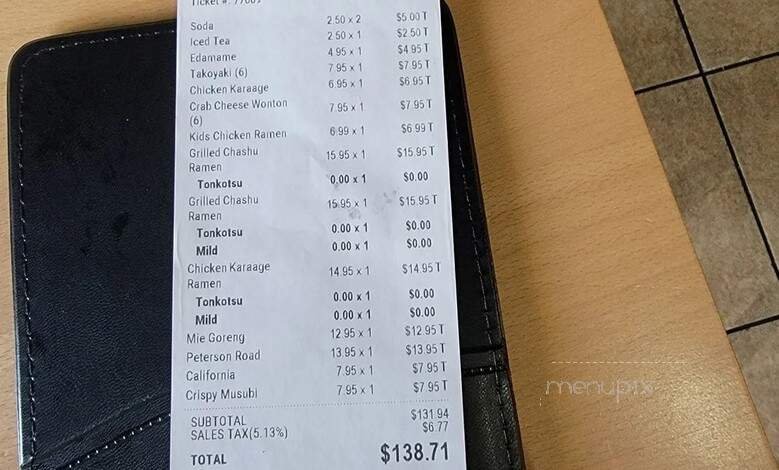 Ticket #: 77669
Soda 2.50 x 2 $5.00 T
Iced Tea 2.50 x 1 $2.50 T
Edamame 4.95 x 1 $4.95 T
Takoyaki (6) 7.95 x 1 $7.95 T
Chicken Karaage 6.95 x 1 $6.95 T
Crab Cheese Wonton 7.95 x 1 $7.95 T
(6)
Kids Chicken Ramen 6.99 x 1 $6.99 T
Grilled Chashu 15.95 x 1 $15.95 T
Ramen
Tonkotsu 0.00 x 1 $0.00
Grilled Chashu 15.95 x 1 $15.95 T
Ramen
Tonkotsu 0.00 x 1 $0.00
Mild 0.00 x 1 $0.00
Chicken Karaage 14.95 x 1 $14.95 T
Ramen
Tonkotsu 0.00 x 1 $0.00
Mild 0.00 x 1 $0.00
Mie Goreng 12.95 x 1 $12.95 T
Peterson Road 13.95 x 1 $13.95 T
California 7.95 x 1 $7.95 T
Crispy Musubi 7.95 x 1 $7.95 T
SUBTOTAL $131.94
SALES TAX(5.13%) $6.77
TOTAL $138.71
menupix